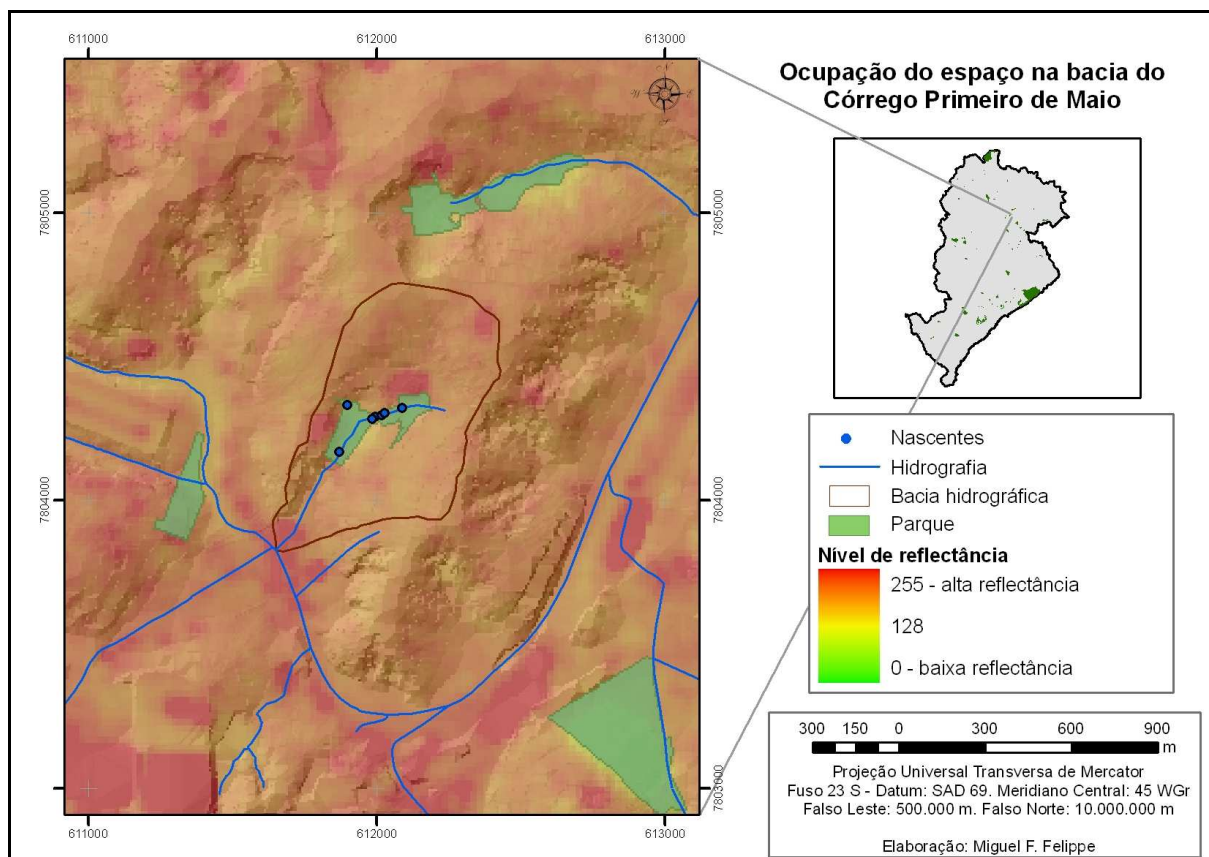 611000
612000
613000
7805000
7804000
7803000
7805000
7804000
7803000
611000
612000
613000
Ocupação do espaço na bacia do
Córrego Primeiro de Maio
Nascentes
Hidrografia
Bacia hidrográfica
Parque
Nível de reflectância
255 - alta reflectância
128
0 - baixa reflectância
300 150 0 300 600 900
m
Projeção Universal Transversa de Mercator
Fuso 23 S - Datum: SAD 69. Meridiano Central: 45 WGr
Falso Leste: 500.000 m. Falso Norte: 10.000.000 m
Elaboração: Miguel F. Felippe